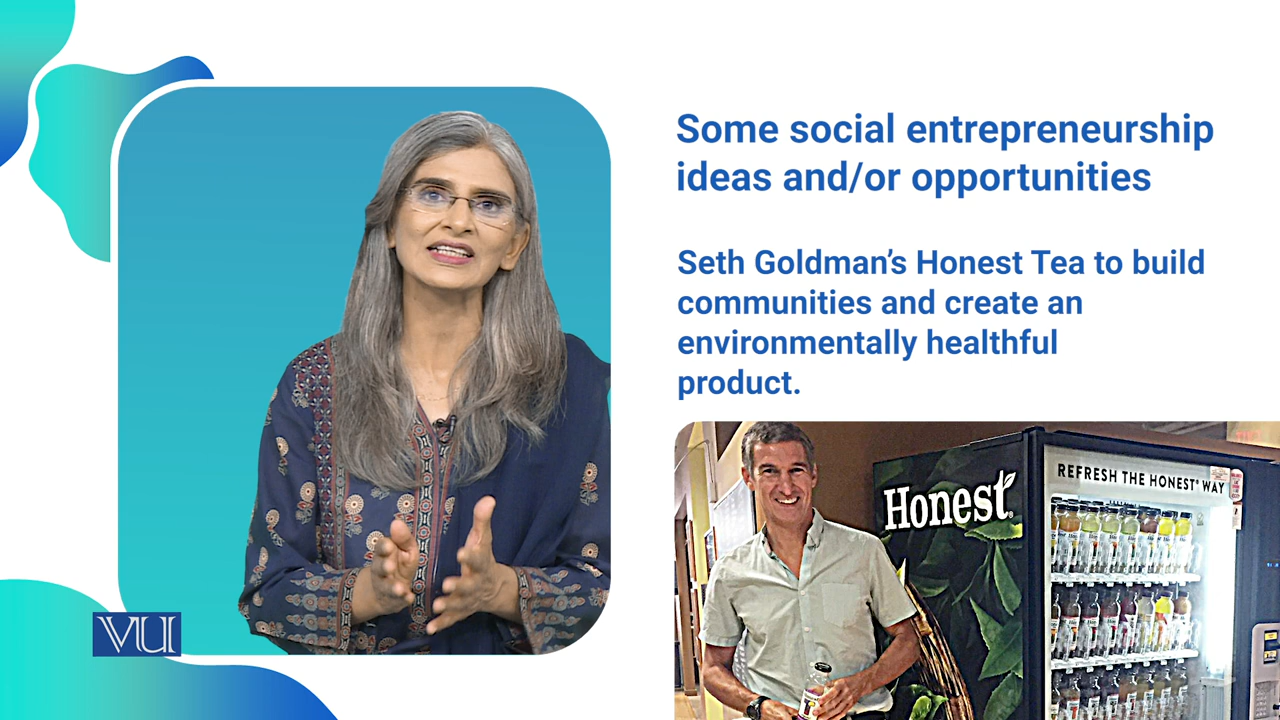 Some social entrepreneurship
ideas and/or opportunities
Seth Goldman's Honest Tea to build
communities and create an
environmentally healthful
product.
Honest
REFRESH THE HONEST® WAY
VU